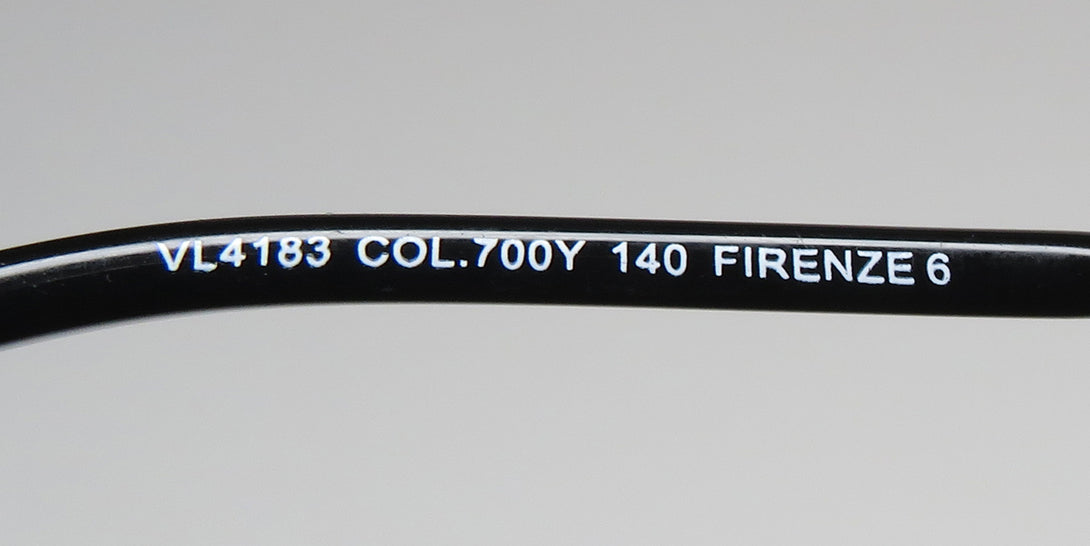 VL4183 COL.700Y 140 FIRENZE 6